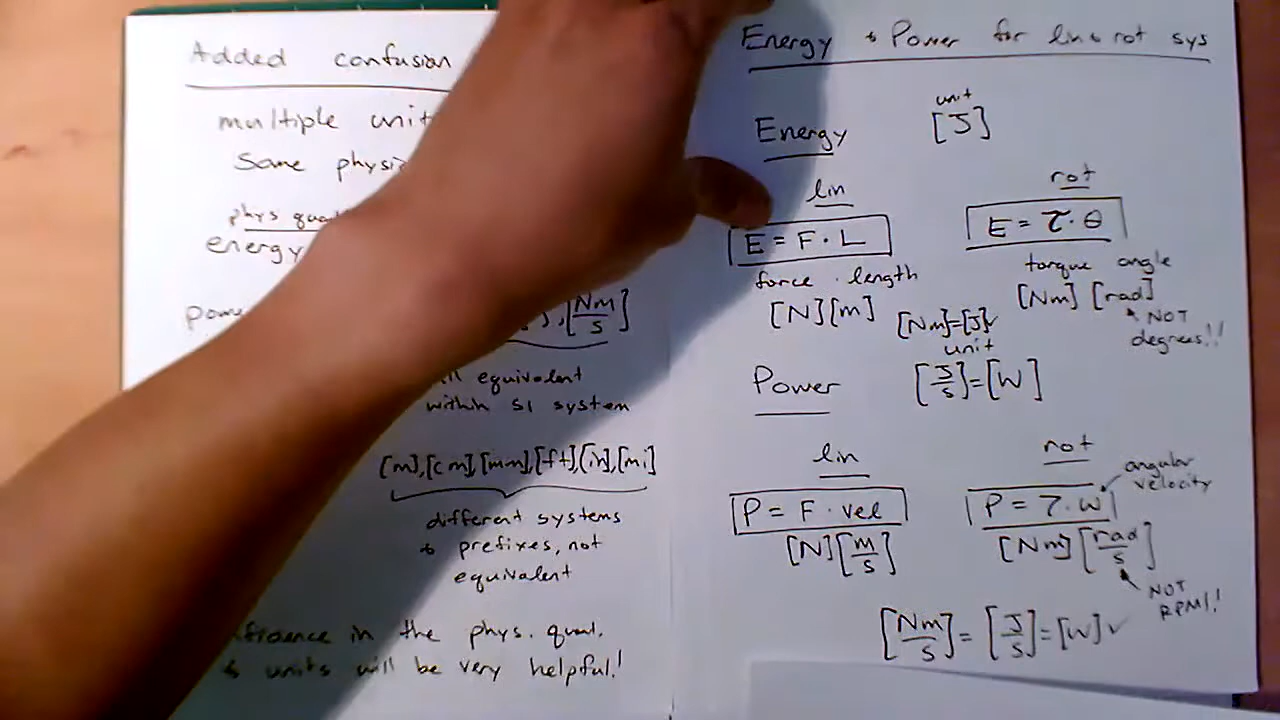 Added confusion
multiple unit
Same physi
phys qua
energy
[Nm/s]
equivalent
within SI system
[m],[cm],[mm],[ft],[in],[mi]
different systems
& prefixes, not
equivalent
in the phys. quant.
& units will be very helpful!
Energy & Power for lin & rot sys
Energy
unit
[J]
lin
rot
E = F · L
E = τ · θ
force · length
torque angle
[N][m]
[Nm] [rad]
[Nm]=[J]✓
NOT
degrees!!
Power
unit
[J/s]=[W]
lin
rot
angular
velocity
P = F · vel
P = τ · ω
[N][m/s]
[Nm][rad/s]
NOT
RPM!!
[Nm/s] = [J/s] = [W] ✓